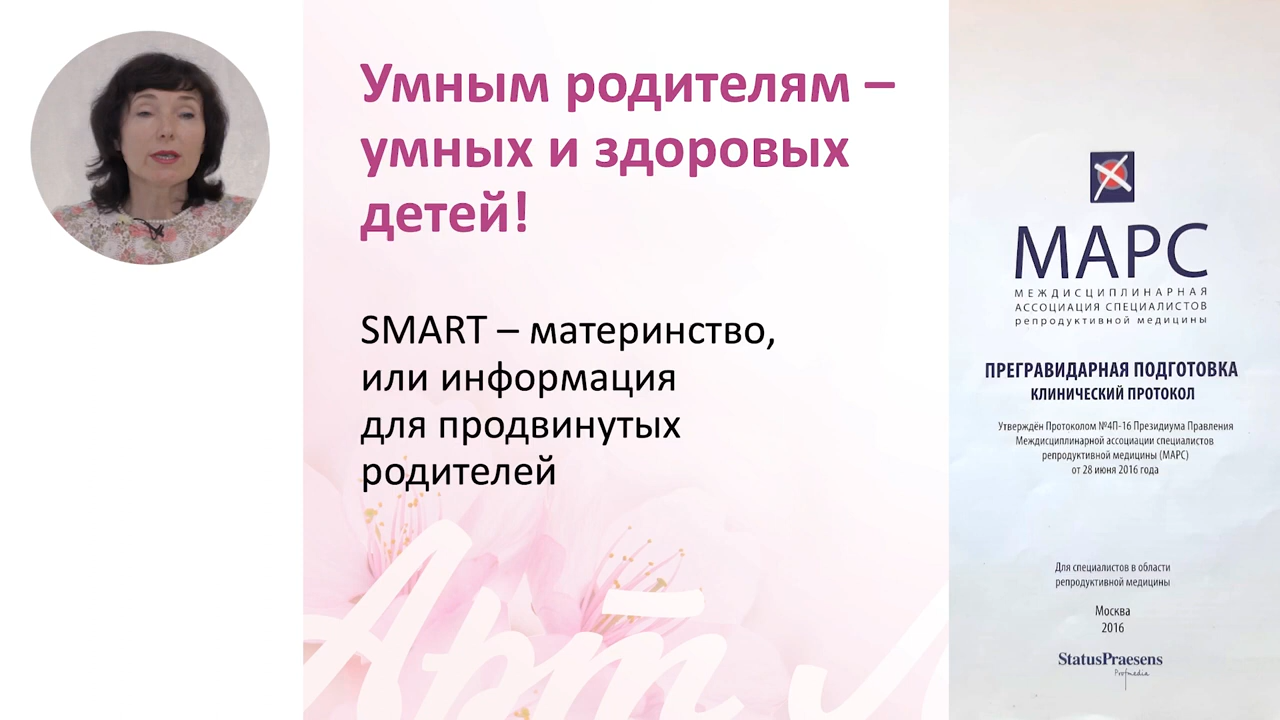 Умным родителям –
умных и здоровых
детей!
SMART – материнство,
или информация
для продвинутых
родителей
Арт
МАРС
МЕЖДИСЦИПЛИНАРНАЯ
АССОЦИАЦИЯ СПЕЦИАЛИСТОВ
репродуктивной медицины
ПРЕГРАВИДАРНАЯ ПОДГОТОВКА
КЛИНИЧЕСКИЙ ПРОТОКОЛ
Утверждён Протоколом №4П-16 Президиума Правления
Междисциплинарной ассоциации специалистов
репродуктивной медицины (МАРС)
от 28 июня 2016 года
Для специалистов в области
репродуктивной медицины
Москва
2016
StatusPraesens
Profmedia